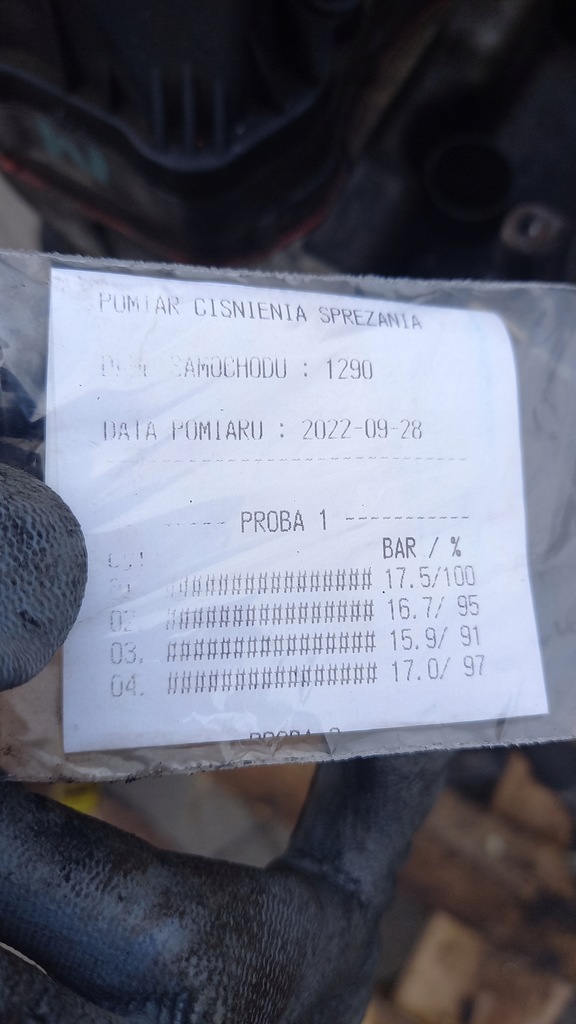 POMIAR CISNIENIA SPREZANIA
SAMOCHODU : 1290
DATA POMIARU : 2022-09-28
--------------------------------
----- PROBA 1 ----------
BAR / %
################ 17.5/100
02 ################ 16.7/ 95
03. ################ 15.9/ 91
04. ################ 17.0/ 97